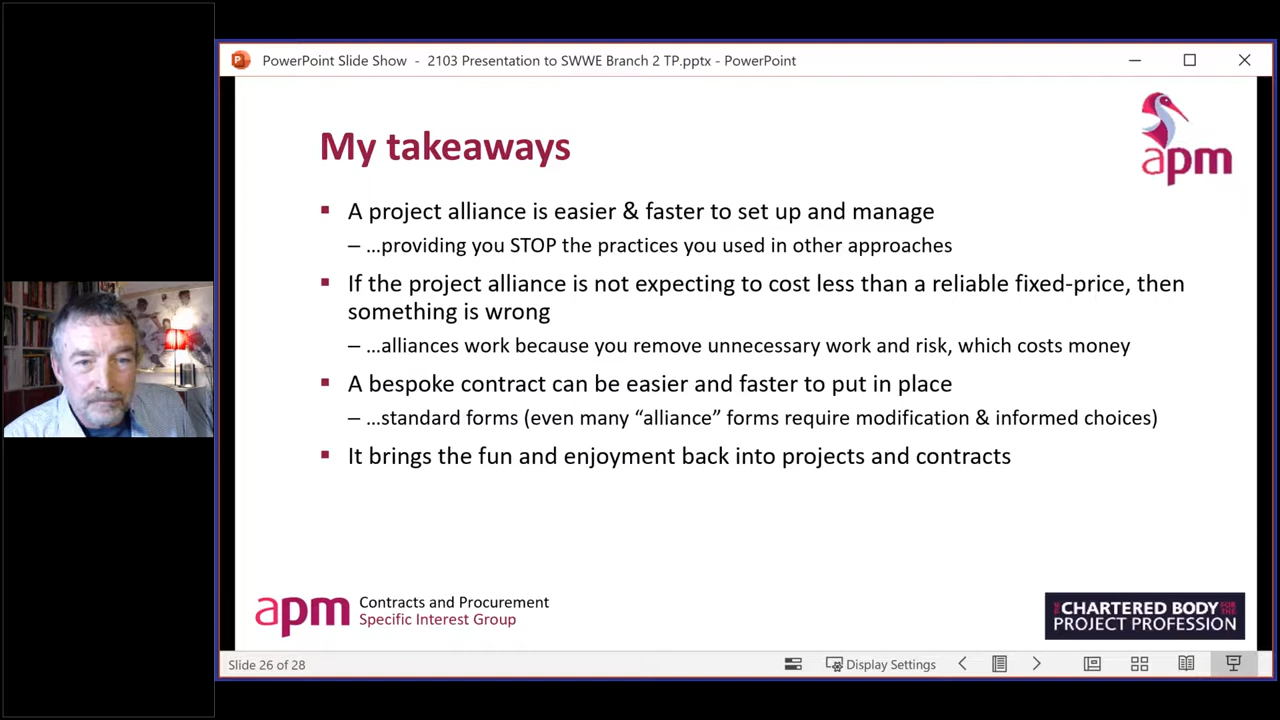 PowerPoint Slide Show - 2103 Presentation to SWWE Branch 2 TP.pptx - PowerPoint
apm
My takeaways
▪ A project alliance is easier & faster to set up and manage
– …providing you STOP the practices you used in other approaches
▪ If the project alliance is not expecting to cost less than a reliable fixed-price, then
something is wrong
– …alliances work because you remove unnecessary work and risk, which costs money
▪ A bespoke contract can be easier and faster to put in place
– …standard forms (even many “alliance” forms require modification & informed choices)
▪ It brings the fun and enjoyment back into projects and contracts
apm
Contracts and Procurement
Specific Interest Group
THE CHARTERED BODY FOR THE
PROJECT PROFESSION
Slide 26 of 28
Display Settings